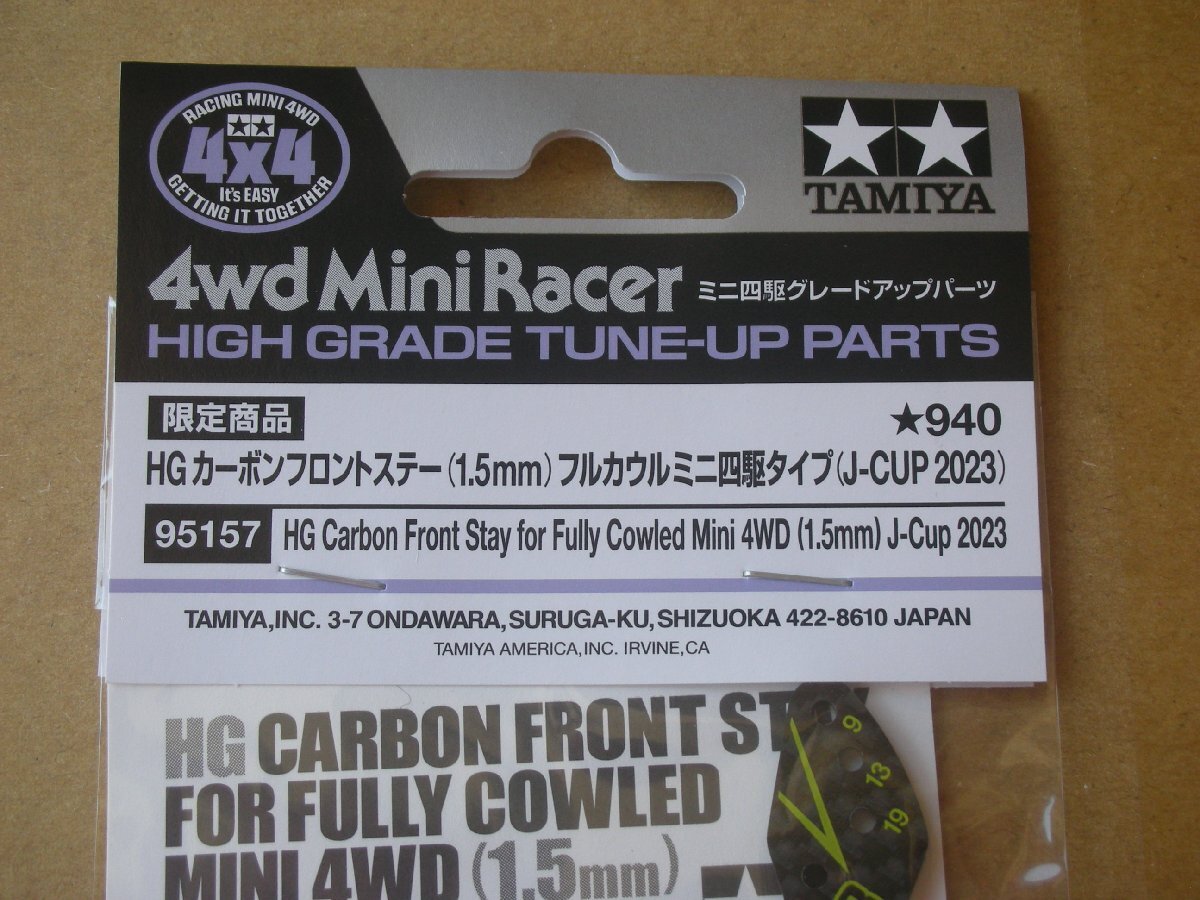 RACING MINI 4WD
4x4
It's EASY
GETTING IT TOGETHER
TAMIYA
4wd Mini Racer ミニ四駆グレードアップパーツ
HIGH GRADE TUNE-UP PARTS
限定商品 ★940
HG カーボンフロントステー(1.5mm)フルカウルミニ四駆タイプ(J-CUP 2023)
95157 HG Carbon Front Stay for Fully Cowled Mini 4WD (1.5mm) J-Cup 2023
TAMIYA,INC. 3-7 ONDAWARA, SURUGA-KU, SHIZUOKA 422-8610 JAPAN
TAMIYA AMERICA,INC. IRVINE,CA
HG CARBON FRONT ST
FOR FULLY COWLED
MINI 4WD (1.5mm)
9
13
19